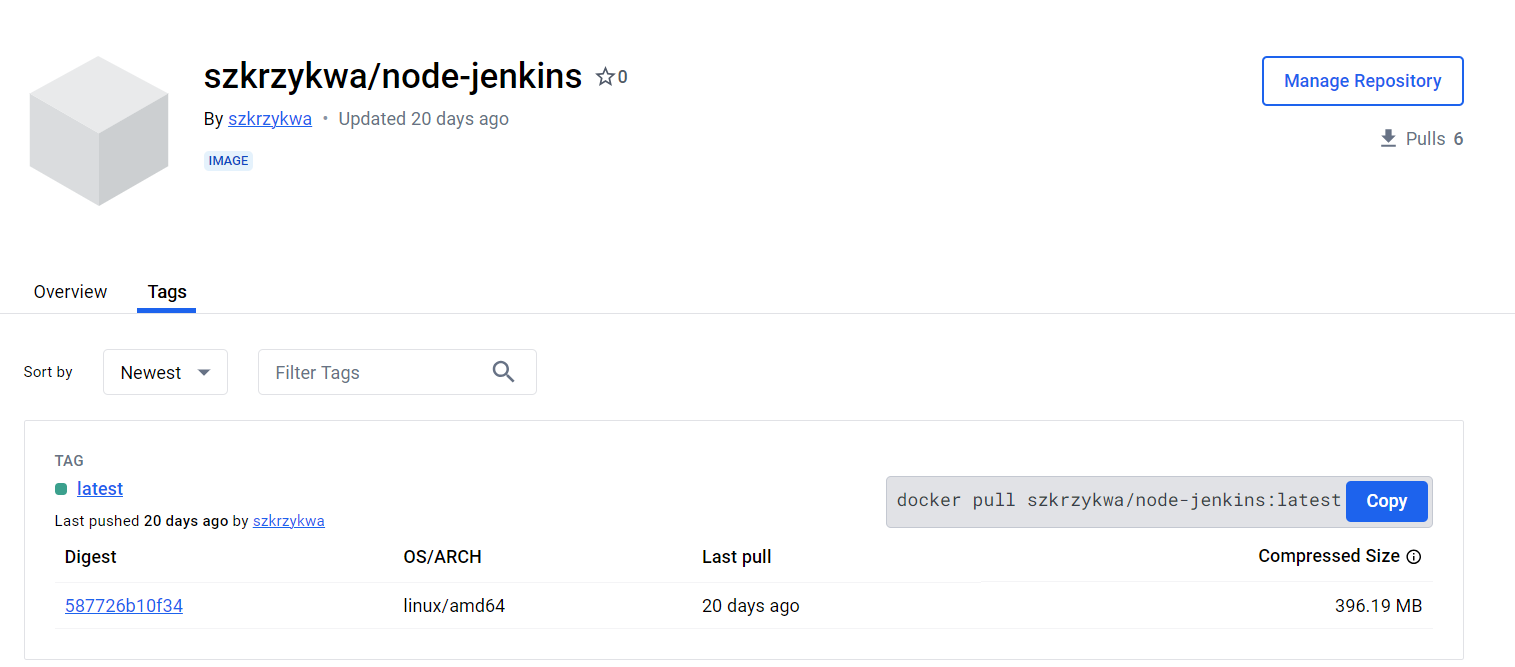 szkrzykwa/node-jenkins 0
By szkrzykwa • Updated 20 days ago
Manage Repository
Pulls 6
IMAGE
Overview Tags
Sort by Newest Filter Tags
TAG
latest
Last pushed 20 days ago by szkrzykwa
docker pull szkrzykwa/node-jenkins:latest Copy
Digest OS/ARCH Last pull Compressed Size
587726b10f34 linux/amd64 20 days ago 396.19 MB